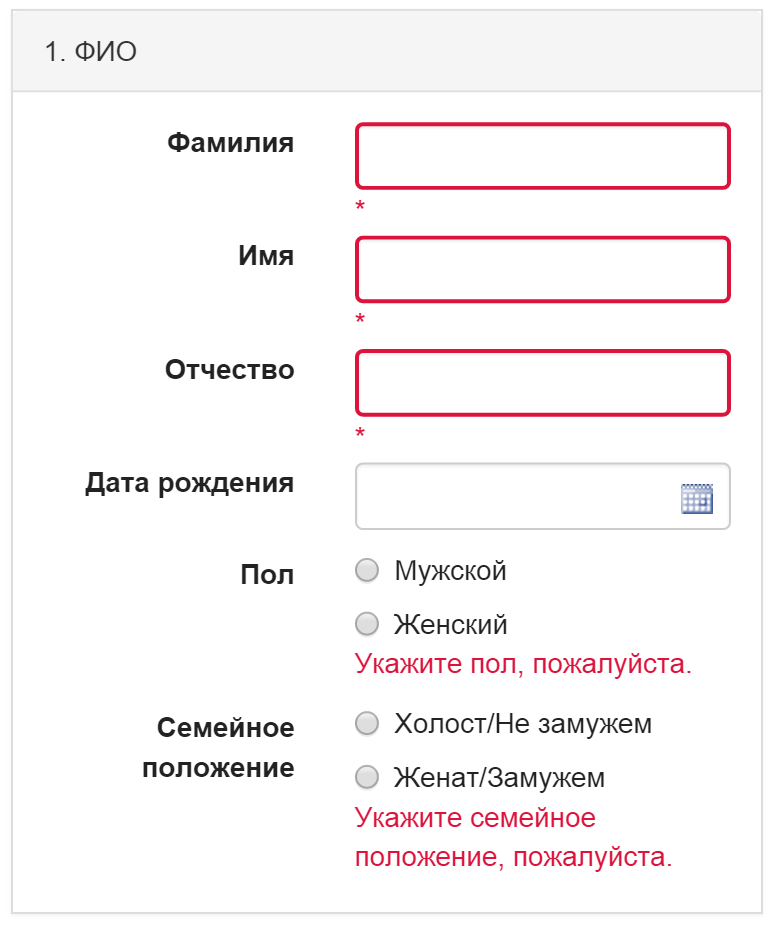 1. ФИО
Фамилия
*
Имя
*
Отчество
*
Дата рождения
Пол
Мужской
Женский
Укажите пол, пожалуйста.
Семейное
положение
Холост/Не замужем
Женат/Замужем
Укажите семейное
положение, пожалуйста.